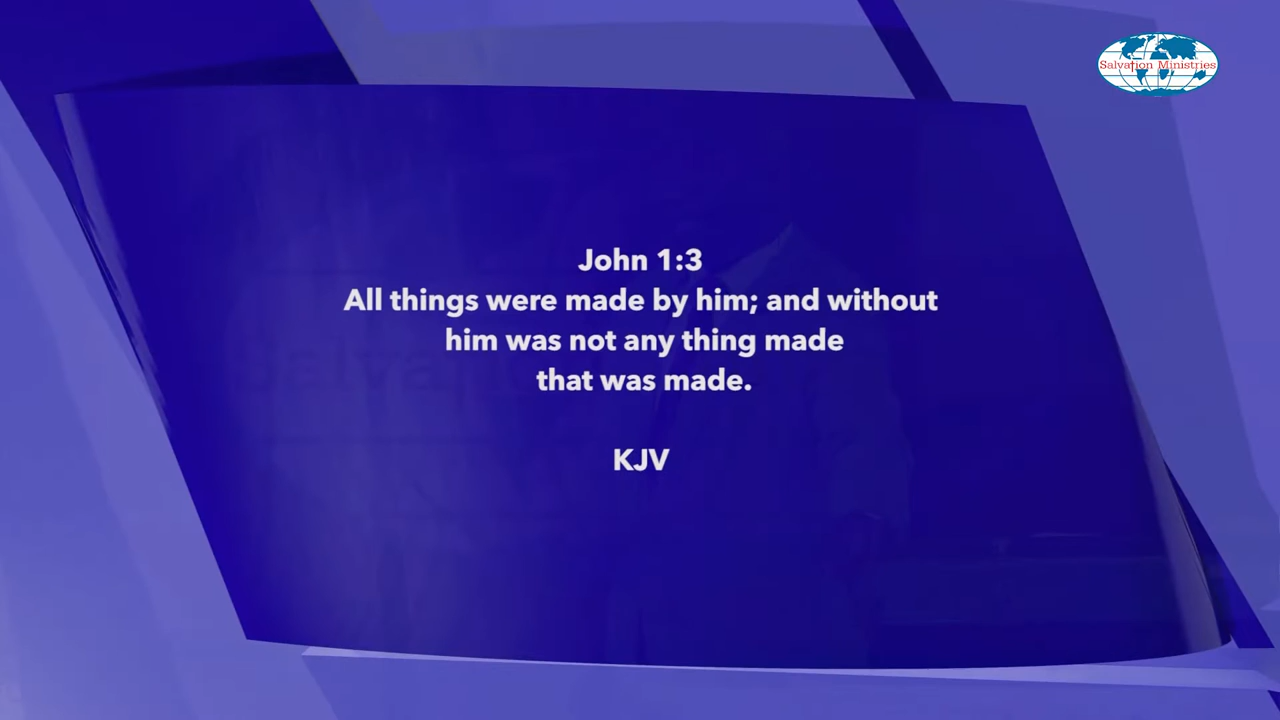 Salvation Ministries
John 1:3
All things were made by him; and without
him was not any thing made
that was made.
KJV